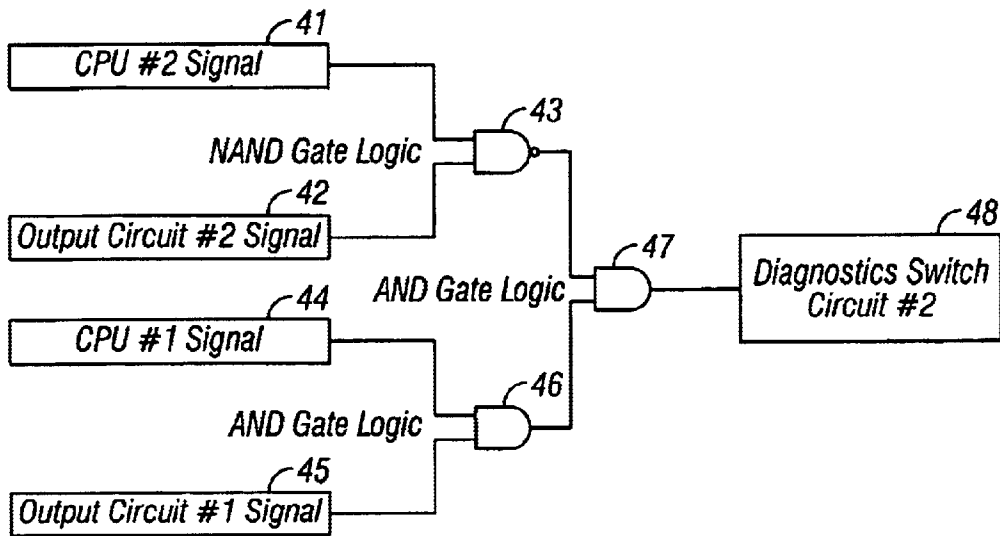 41
CPU #2 Signal
43
NAND Gate Logic
42
Output Circuit #2 Signal
48
47
Diagnostics Switch
Circuit #2
AND Gate Logic
44
CPU #1 Signal
46
AND Gate Logic
45
Output Circuit #1 Signal